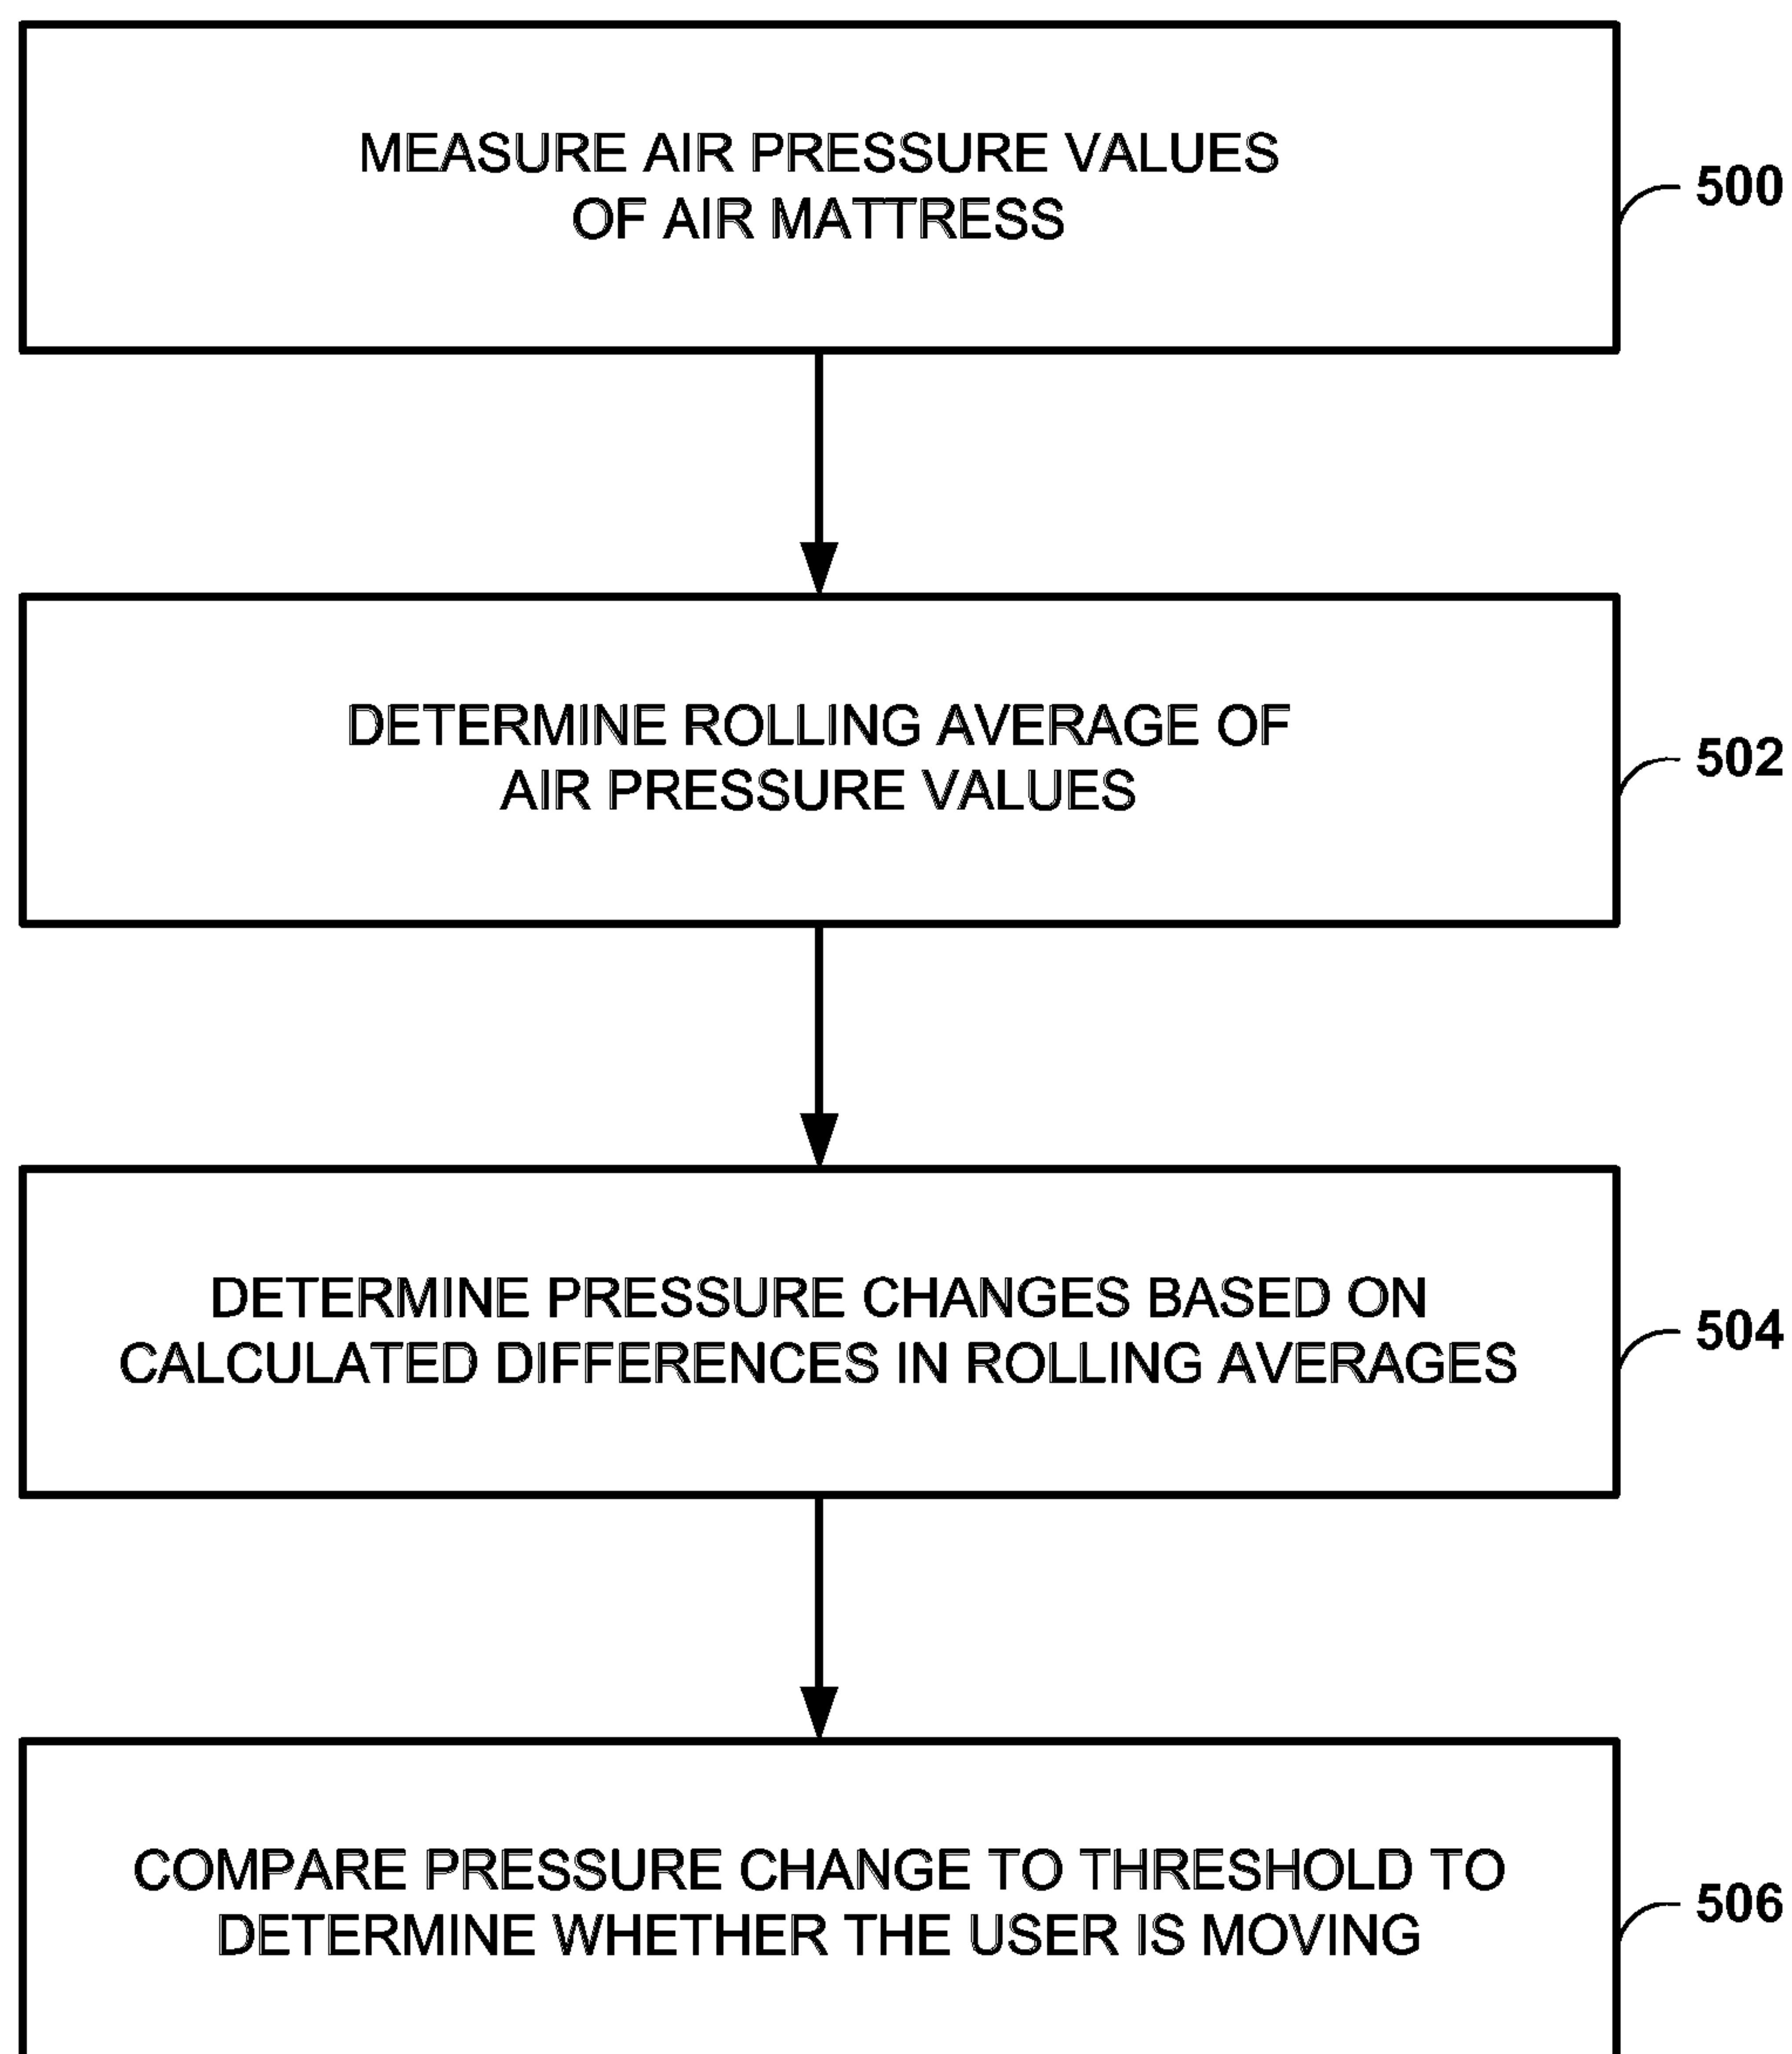 MEASURE AIR PRESSURE VALUES
OF AIR MATTRESS
500
DETERMINE ROLLING AVERAGE OF
AIR PRESSURE VALUES
502
DETERMINE PRESSURE CHANGES BASED ON
CALCULATED DIFFERENCES IN ROLLING AVERAGES
504
COMPARE PRESSURE CHANGE TO THRESHOLD TO
DETERMINE WHETHER THE USER IS MOVING
506